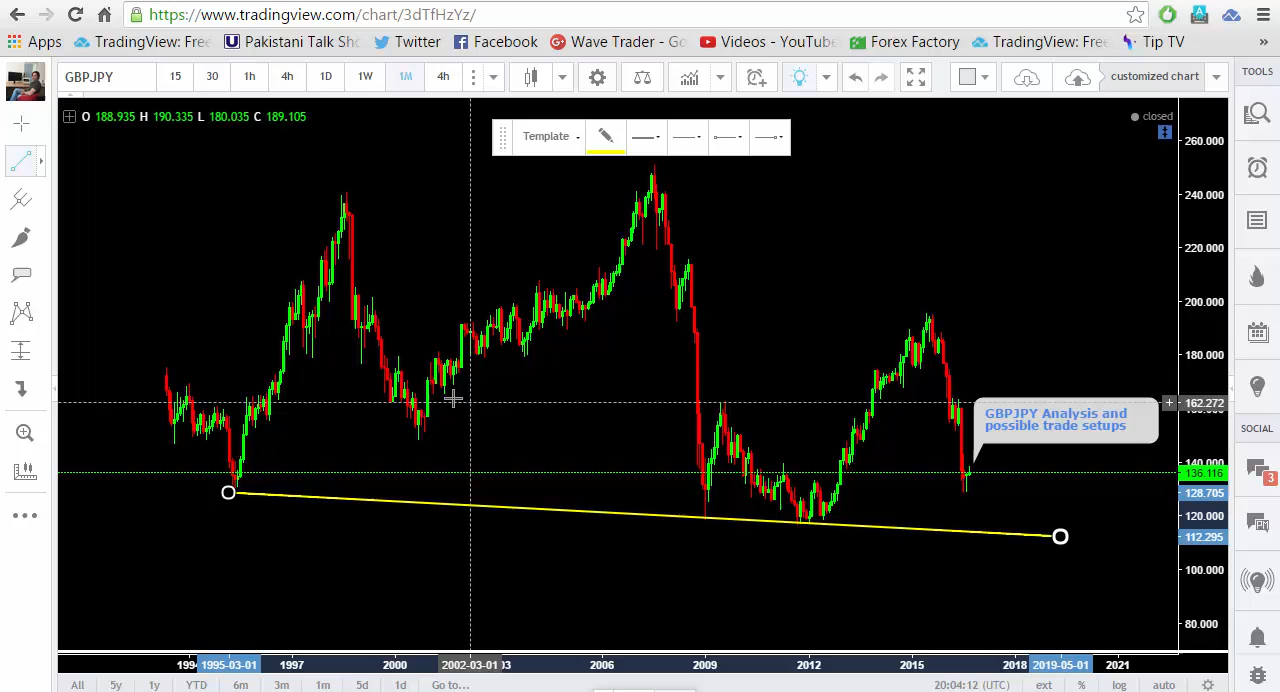 https://www.tradingview.com/chart/3dTfHzYz/
Apps TradingView: Free Pakistani Talk Sho Twitter Facebook Wave Trader - Go Videos - YouTube Forex Factory TradingView: Free Tip TV »
GBPJPY 15 30 1h 4h 1D 1W 1M 4h customized chart TOOLS
O 188.935 H 190.335 L 180.035 C 189.105
closed
Template
260.000
240.000
220.000
200.000
180.000
162.272
GBPJPY Analysis and
possible trade setups
SOCIAL
140.000
136.116
3
128.705
120.000
112.295
100.000
80.000
1994 1995-03-01 1997 2000 2002-03-01 03 2006 2009 2012 2015 2018 2019-05-01 2021
All 5y 1y YTD 6m 3m 1m 5d 1d Go to... 20:04:12 (UTC) ext % log auto